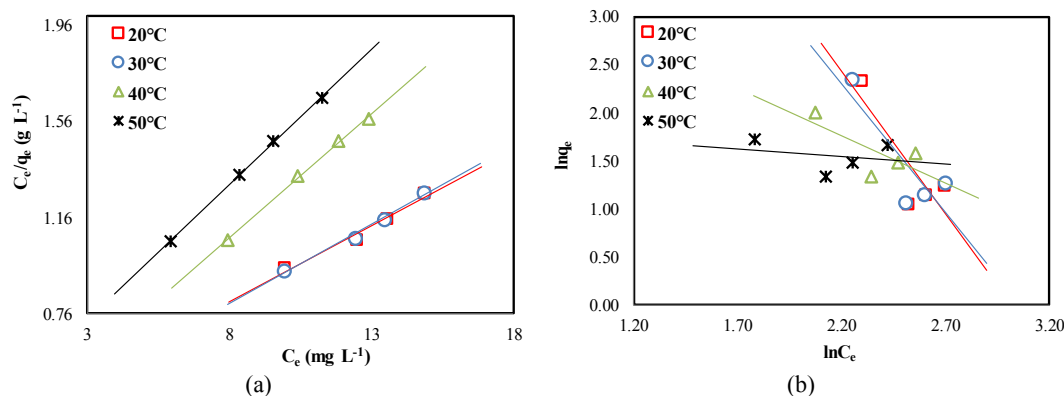 1.96
1.56
1.16
0.76
Cₑ/qₑ (g L⁻¹)
20°C
30°C
40°C
50°C
3
8
13
18
Cₑ (mg L⁻¹)
(a)
3.00
2.50
2.00
1.50
1.00
0.50
0.00
lnqₑ
20°C
30°C
40°C
50°C
1.20
1.70
2.20
2.70
3.20
lnCₑ
(b)